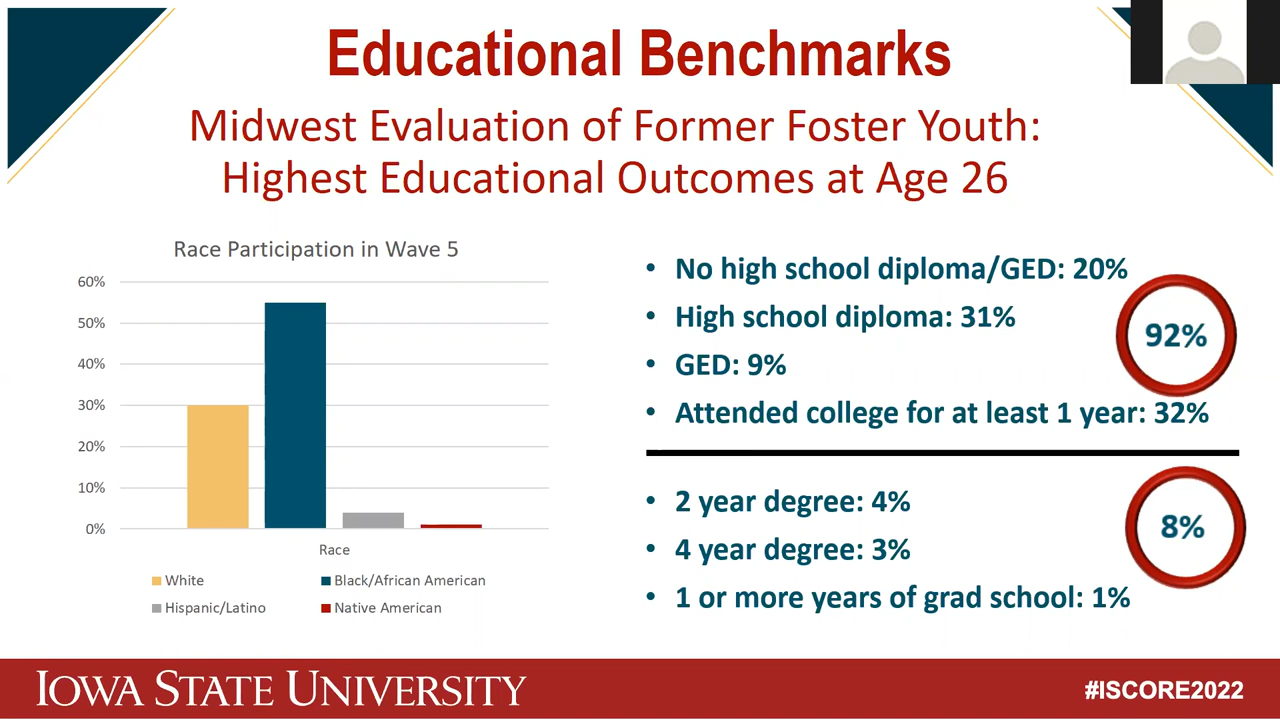 Educational Benchmarks
Midwest Evaluation of Former Foster Youth:
Highest Educational Outcomes at Age 26
Race Participation in Wave 5
60%
50%
40%
30%
20%
10%
0%
Race
White
Black/African American
Hispanic/Latino
Native American
• No high school diploma/GED: 20%
• High school diploma: 31%
• GED: 9%
• Attended college for at least 1 year: 32%
92%
• 2 year degree: 4%
• 4 year degree: 3%
• 1 or more years of grad school: 1%
8%
IOWA STATE UNIVERSITY
#ISCORE2022